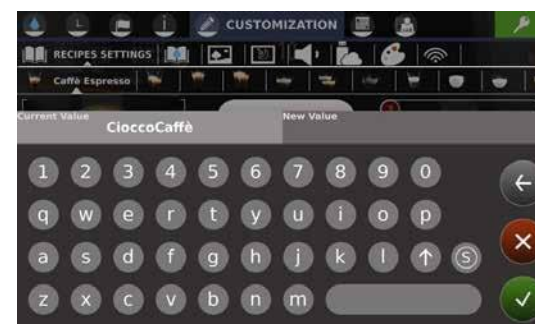 CUSTOMIZATION
RECIPES SETTINGS
Caffè Espresso
Current Value New Value
CioccoCaffè
1 2 3 4 5 6 7 8 9 0
q w e r t y u i o p
a s d f g h j k l S
z x c v b n m